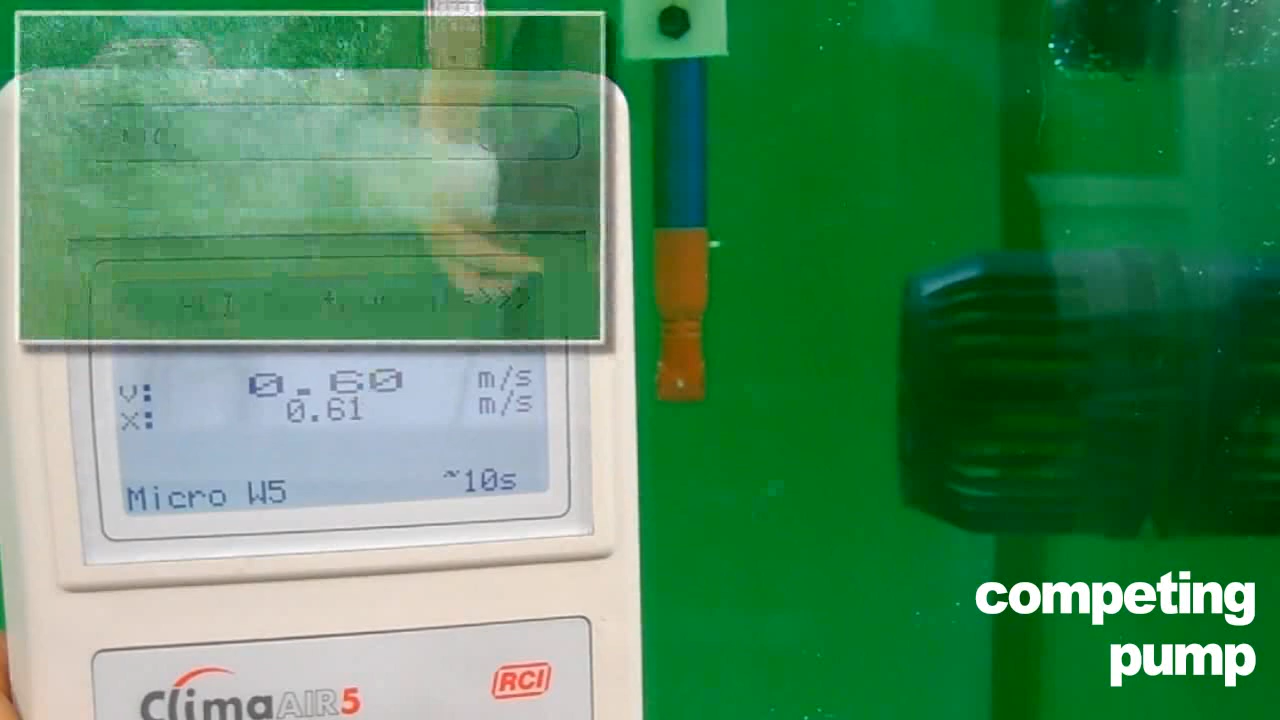 v: 0.60 m/s
x: 0.61 m/s
Micro W5 ~10s
ClimaAIR5
RCI
competing
pump